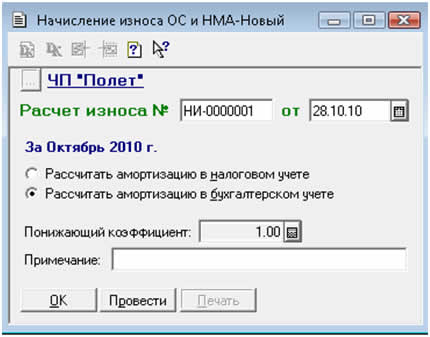 Начисление износа ОС и НМА-Новый
... ЧП "Полет"
Расчет износа № НИ-0000001 от 28.10.10
За Октябрь 2010 г.
Рассчитать амортизацию в налоговом учете
Рассчитать амортизацию в бухгалтерском учете
Понижающий коэффициент: 1.00
Примечание:
OK Провести Печать